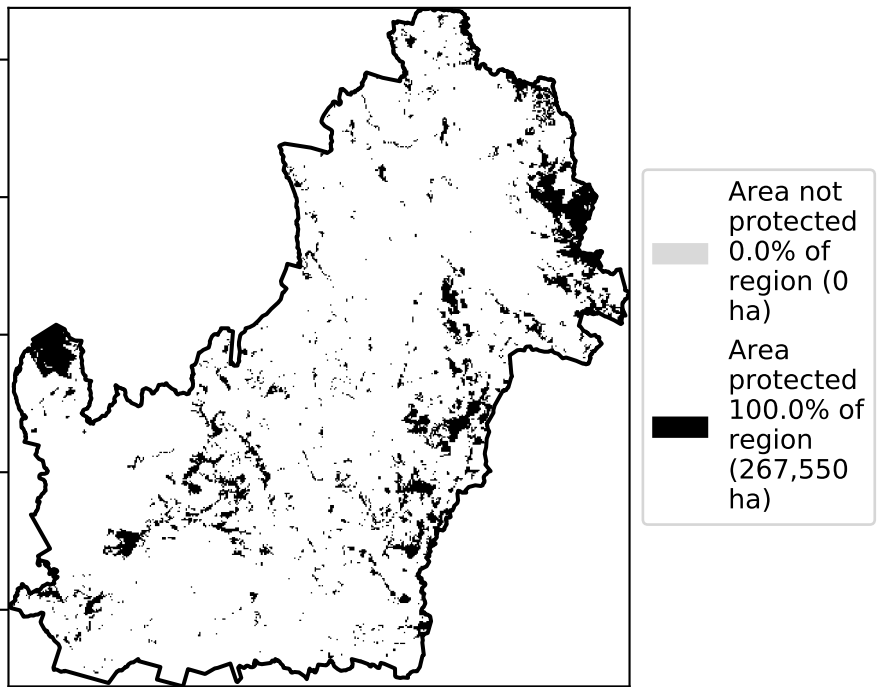 Area not
protected
0.0% of
region (0
ha)
Area
protected
100.0% of
region
(267,550
ha)